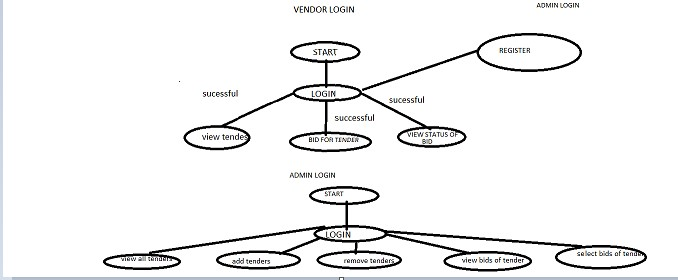 VENDOR LOGIN
ADMIN LOGIN
START
REGISTER
LOGIN
sucessful
sucessful
successful
view tendes
BID FOR TENDER
VIEW STATUS OF
BID
ADMIN LOGIN
START
LOGIN
view all tenders
add tenders
remove tenders
view bids of tender
select bids of tender